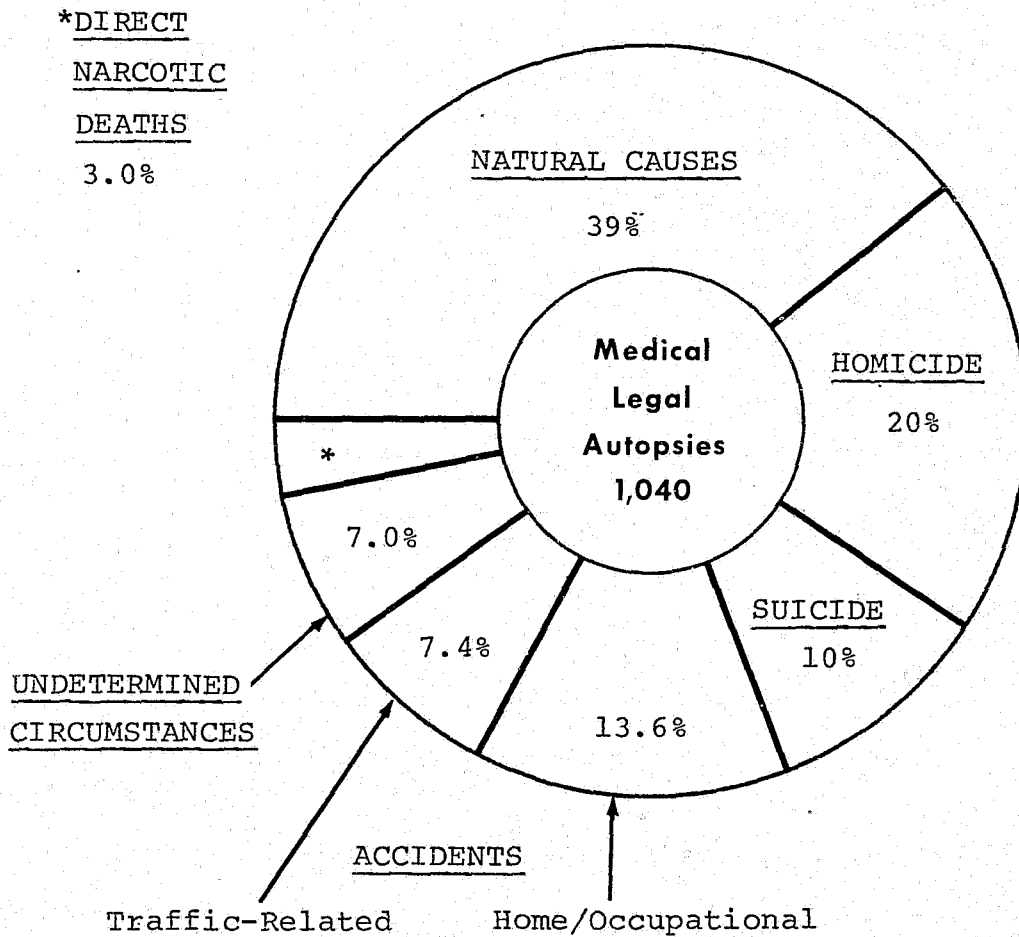 *DIRECT
NARCOTIC
DEATHS
3.0%
NATURAL CAUSES
39%
HOMICIDE
20%
Medical
Legal
Autopsies
1,040
*
7.0%
7.4%
13.6%
SUICIDE
10%
UNDETERMINED
CIRCUMSTANCES
ACCIDENTS
Traffic-Related
Home/Occupational